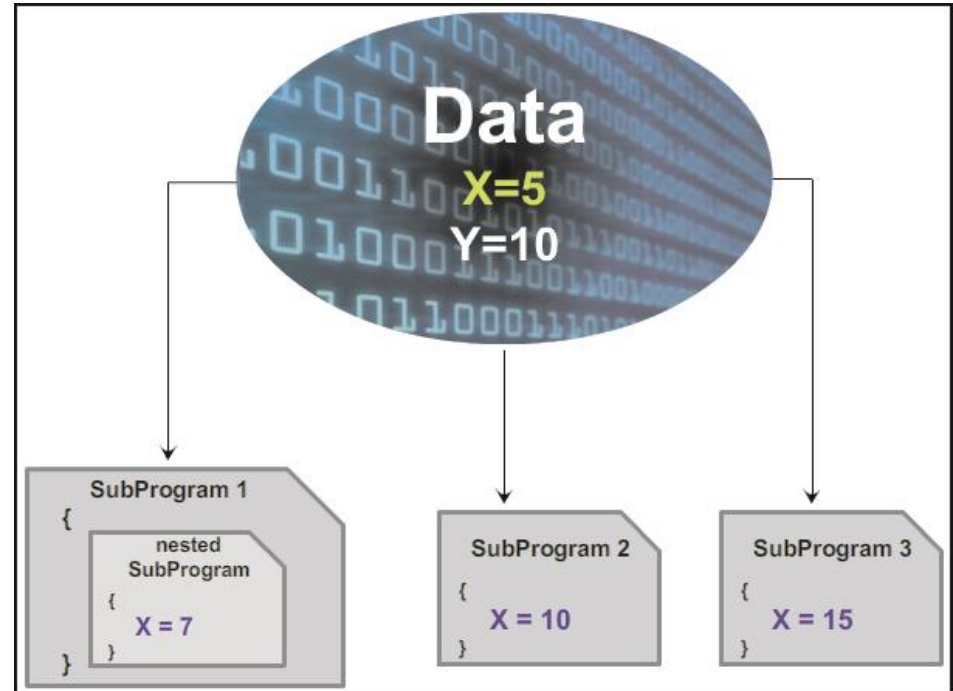 Data
X=5
Y=10
SubProgram 1
{
nested
SubProgram
{
X = 7
}
}
SubProgram 2
{
X = 10
}
SubProgram 3
{
X = 15
}